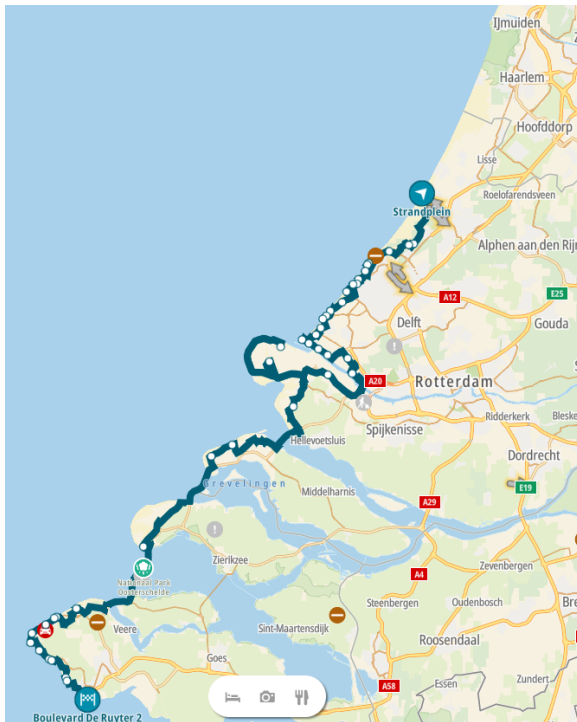 IJmuiden
Haarlem
Hoofddorp
Lisse
Roelofarendsveen
Strandplein
Alphen aan den Rijn
A12
E25
Delft
Gouda
A20
Rotterdam
Ridderkerk
Bleske
Spijkenisse
Hellevoetsluis
Dordrecht
Grevelingen
Middelharnis
E19
A29
Zierikzee
Zevenbergen
Nationaal Park
Oosterschelde
A4
Steenbergen
Oudenbosch
Bre
Veere
Sint-Maartensdijk
Roosendaal
Goes
Essen
Zundert
A58
Boulevard De Ruyter 2